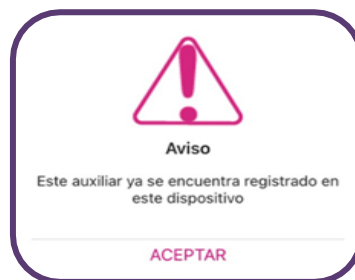 Aviso
Este auxiliar ya se encuentra registrado en
este dispositivo
ACEPTAR